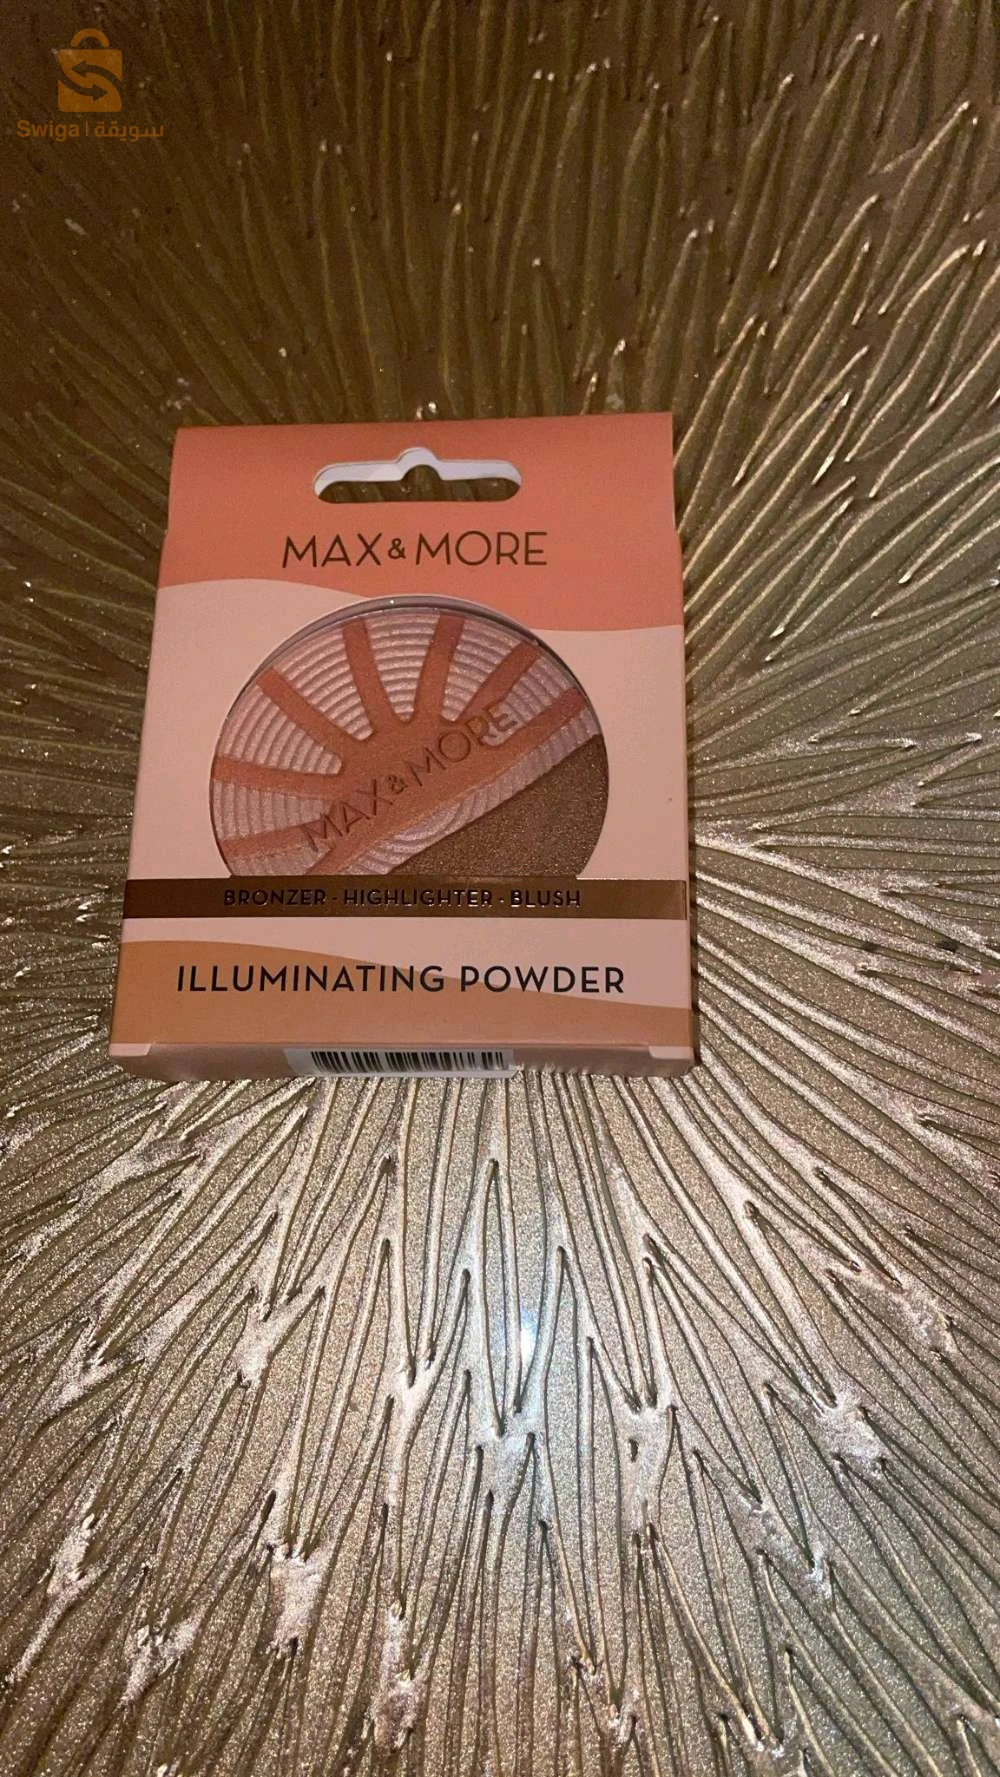 Swiga | سويقة
MAX & MORE
MAX & MORE
BRONZER · HIGHLIGHTER · BLUSH
ILLUMINATING POWDER